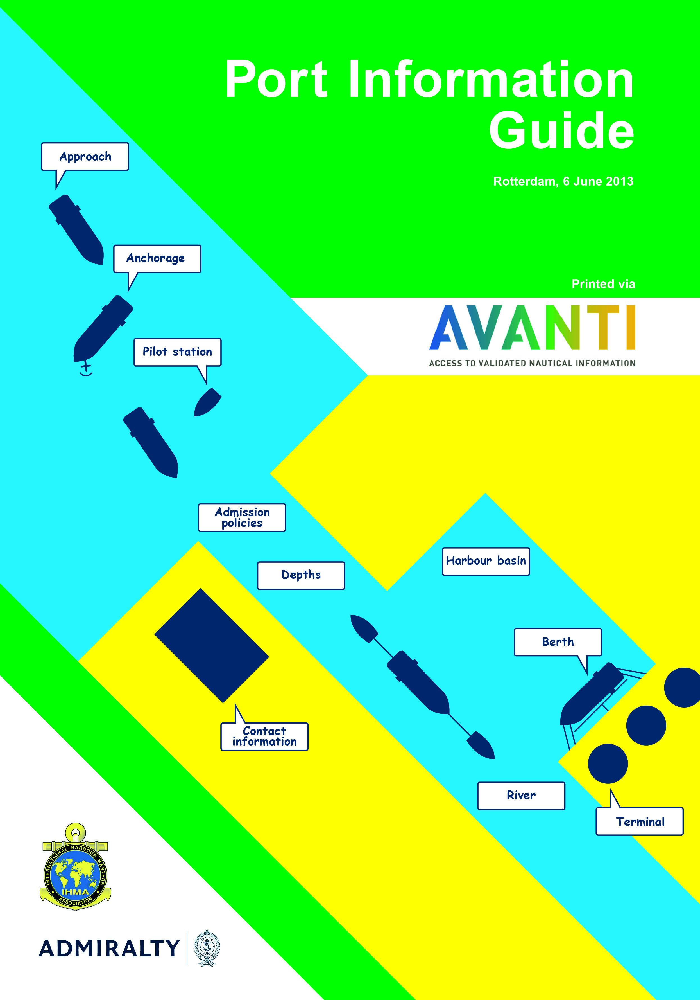 Port Information
Guide
Rotterdam, 6 June 2013
Printed via
AVANTI
ACCESS TO VALIDATED NAUTICAL INFORMATION
Approach
Anchorage
Pilot station
Admission
policies
Depths
Harbour basin
Berth
Contact
information
River
Terminal
INTERNATIONAL HARBOUR MASTERS
IHMA
ASSOCIATION
ADMIRALTY
HYDROGRAPHIC OFFICE
UK